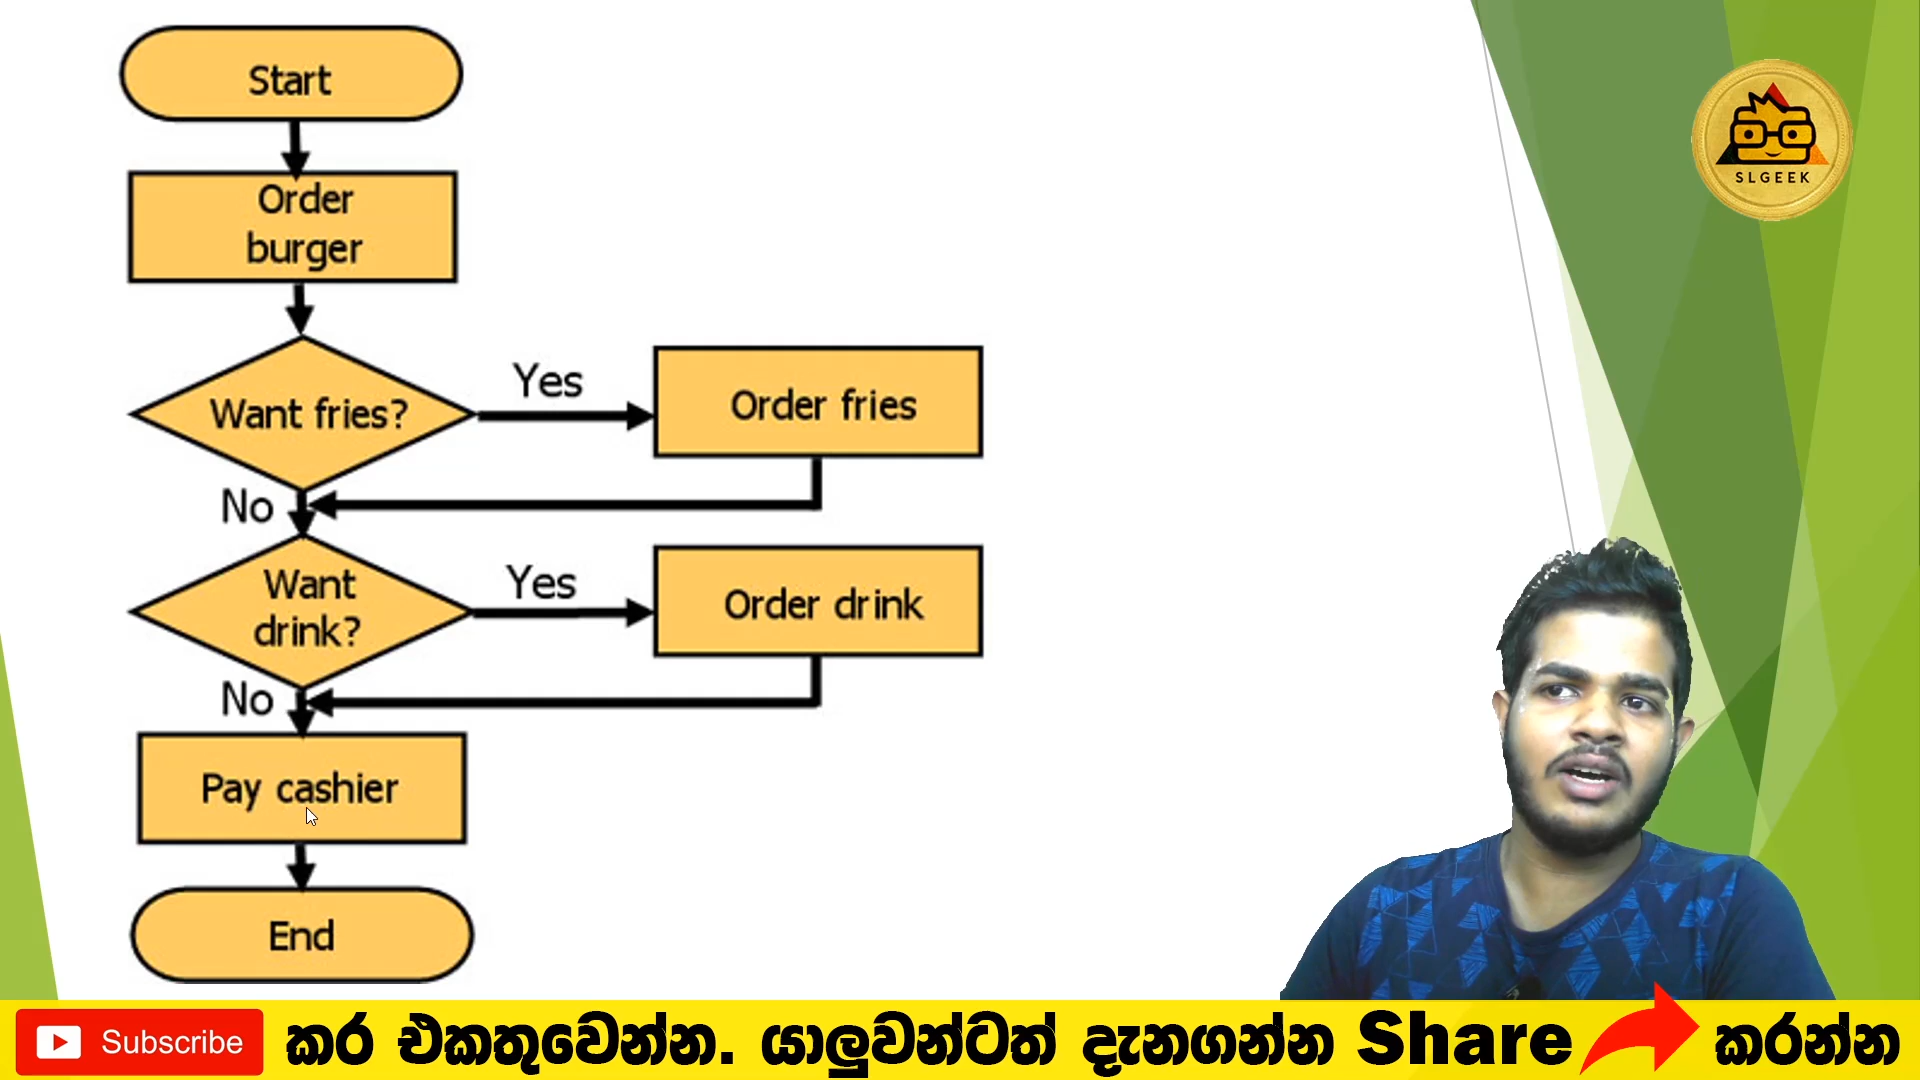 Start
SLGEEK
Order
burger
Want fries?
Yes
Order fries
No
Want
drink?
Yes
Order drink
No
Pay cashier
End
Subscribe කර එකතුවෙන්න. යාලුවන්ටත් දැනගන්න Share කරන්න